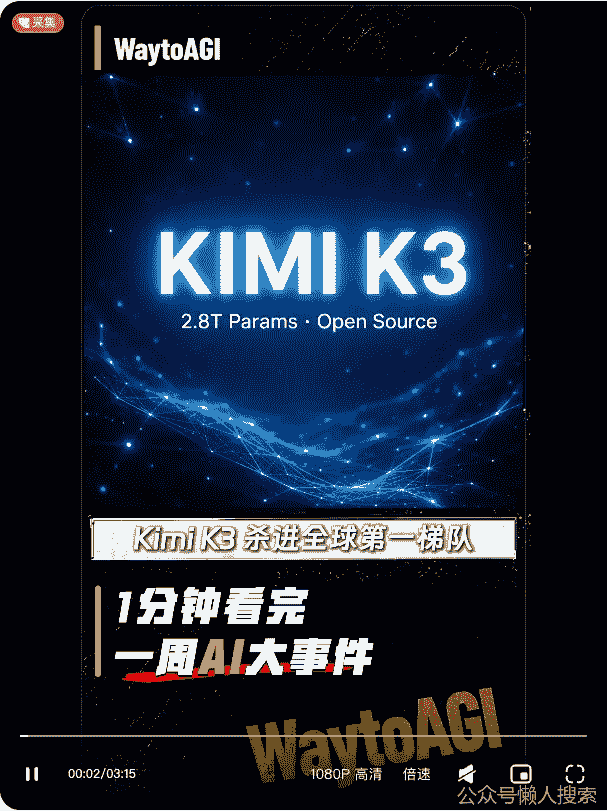 采集
WaytoAGI
KIMI K3
2.8T Params · Open Source
Kimi K3 杀进全球第一梯队
1分钟看完
一周AI大事件
WaytoAGI
00:02/03:15
1080P 高清
倍速
公众号懒人搜索